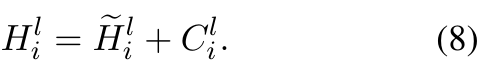 $H_i^l = \widetilde{H}_i^l + C_i^l.$ (8)